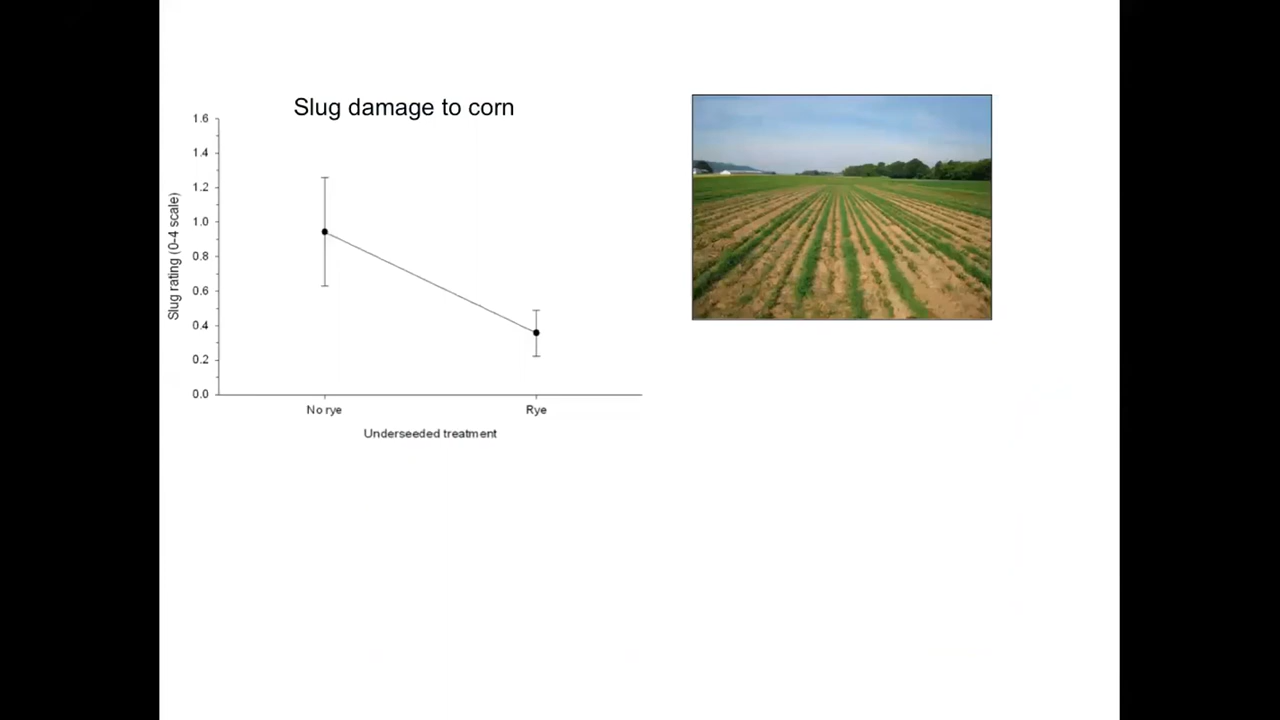 Slug damage to corn
Slug rating (0-4 scale)
1.6
1.4
1.2
1.0
0.8
0.6
0.4
0.2
0.0
No rye
Rye
Underseeded treatment